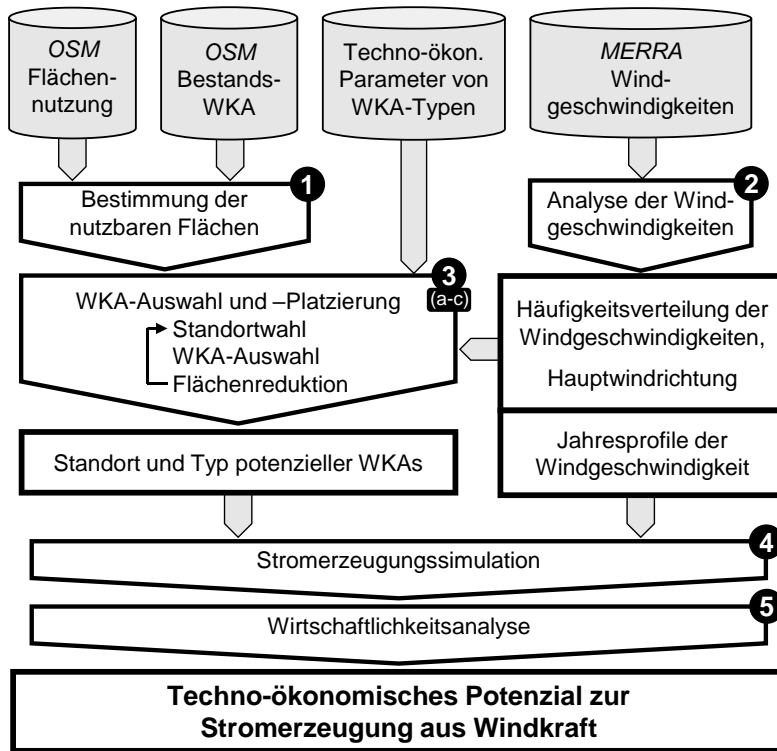 OSM
Flächen-
nutzung
OSM
Bestands-
WKA
Techno-ökon.
Parameter von
WKA-Typen
MERRA
Wind-
geschwindigkeiten
1
Bestimmung der
nutzbaren Flächen
2
Analyse der Wind-
geschwindigkeiten
3
(a-c)
WKA-Auswahl und –Platzierung
Standortwahl
WKA-Auswahl
Flächenreduktion
Häufigkeitsverteilung der
Windgeschwindigkeiten,
Hauptwindrichtung
Standort und Typ potenzieller WKAs
Jahresprofile der
Windgeschwindigkeit
4
Stromerzeugungssimulation
5
Wirtschaftlichkeitsanalyse
Techno-ökonomisches Potenzial zur
Stromerzeugung aus Windkraft